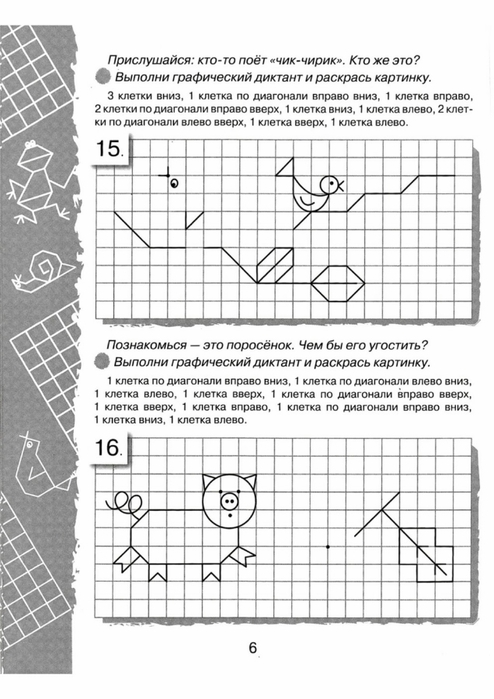 Прислушайся: кто-то поёт «чик-чирик». Кто же это?
Выполни графический диктант и раскрась картинку.
3 клетки вниз, 1 клетка по диагонали вправо вниз, 1 клетка вправо,
2 клетки по диагонали вправо вверх, 1 клетка вниз, 1 клетка влево, 2 клет-
ки по диагонали влево вверх, 1 клетка вверх, 1 клетка влево.
15.
Познакомься — это поросёнок. Чем бы его угостить?
Выполни графический диктант и раскрась картинку.
1 клетка по диагонали вправо вниз, 1 клетка по диагонали влево вниз,
1 клетка влево, 1 клетка вверх, 1 клетка по диагонали вправо вверх,
1 клетка вверх, 1 клетка вправо, 1 клетка по диагонали вправо вниз,
1 клетка вниз, 1 клетка влево.
16.
6